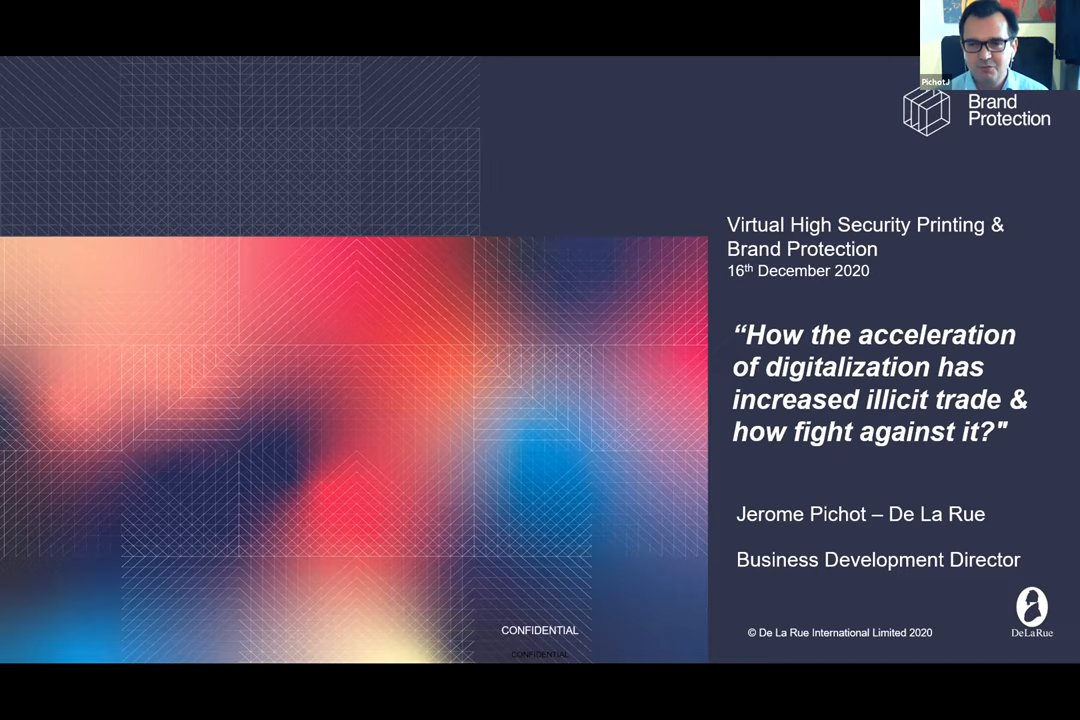 PichotJ
Brand
Protection
Virtual High Security Printing &
Brand Protection
16th December 2020
“How the acceleration
of digitalization has
increased illicit trade &
how fight against it?"
Jerome Pichot – De La Rue
Business Development Director
CONFIDENTIAL
CONFIDENTIAL
© De La Rue International Limited 2020
DeLaRue